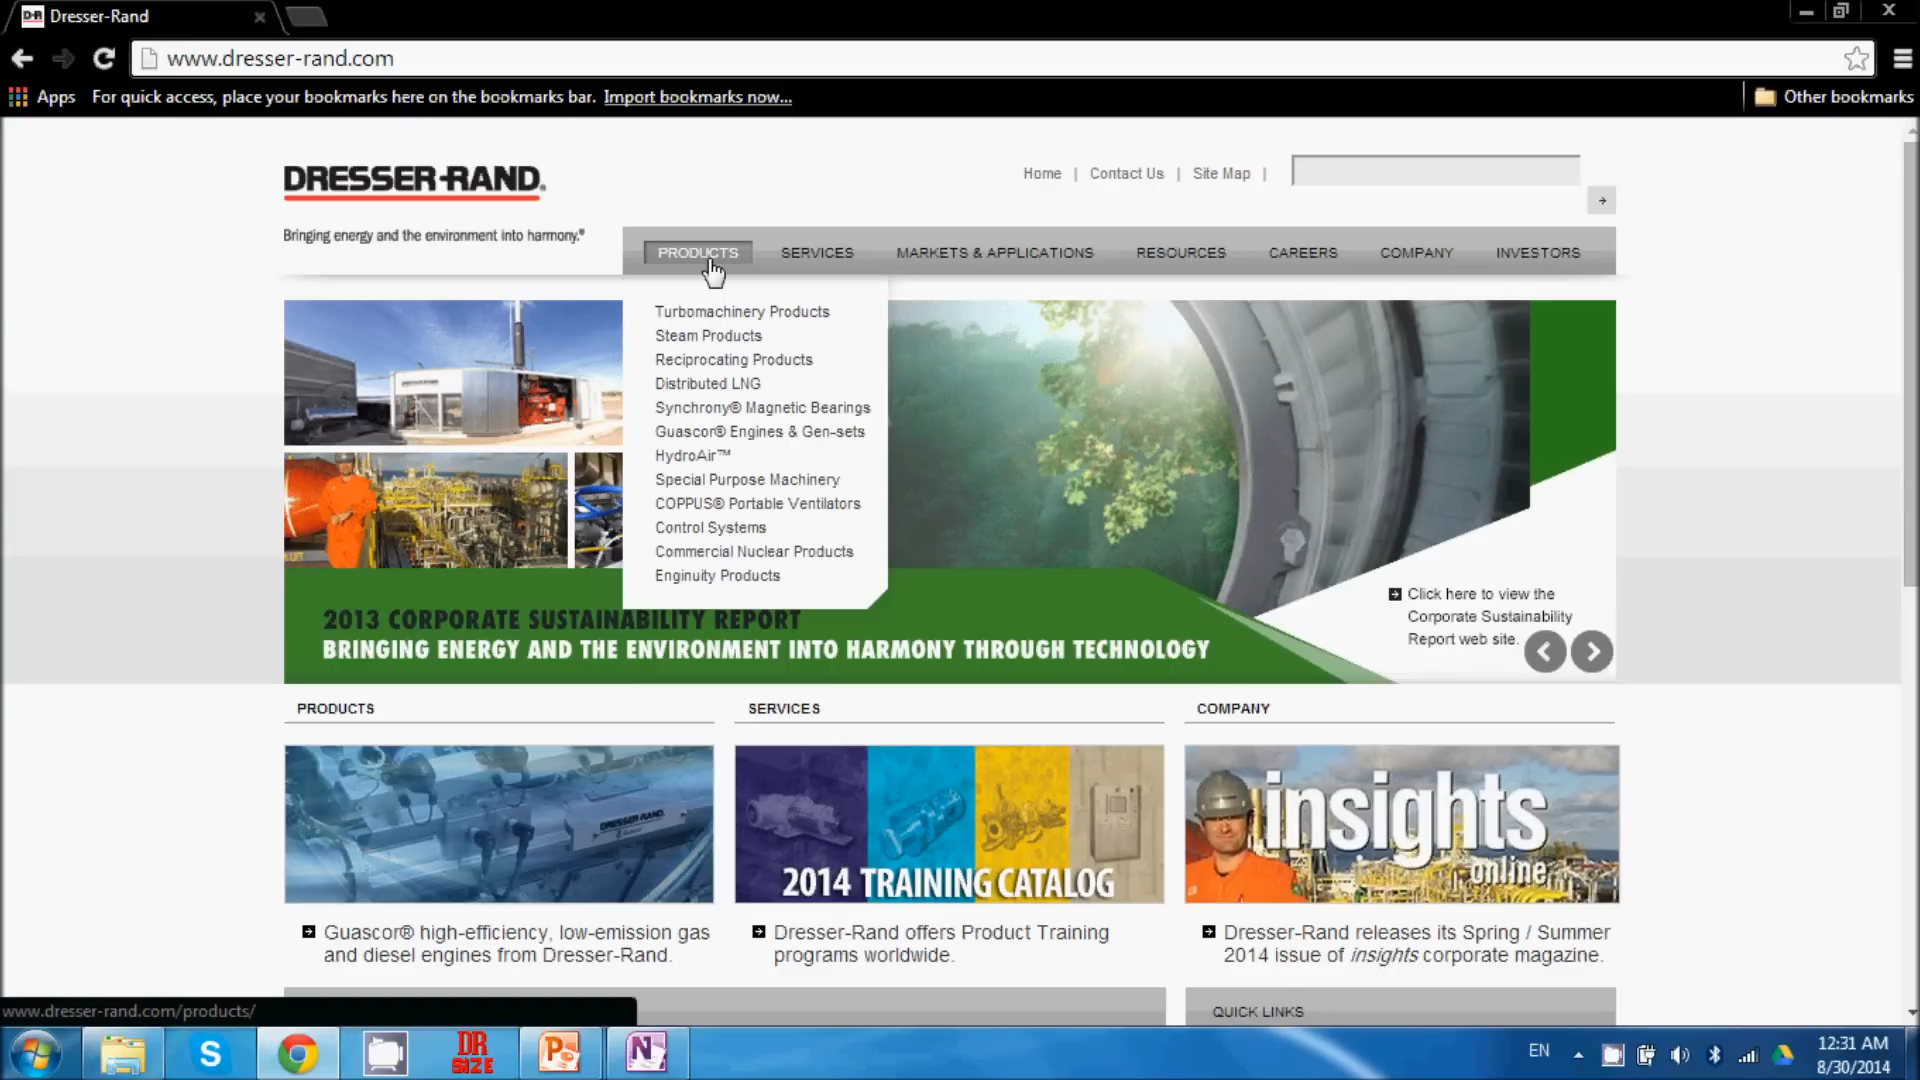 Dresser-Rand
www.dresser-rand.com
Apps For quick access, place your bookmarks here on the bookmarks bar. Import bookmarks now... Other bookmarks
DRESSER-RAND®
Home | Contact Us | Site Map |
Bringing energy and the environment into harmony.®
PRODUCTS SERVICES MARKETS & APPLICATIONS RESOURCES CAREERS COMPANY INVESTORS
Turbomachinery Products
Steam Products
Reciprocating Products
Distributed LNG
Synchrony® Magnetic Bearings
Guascor® Engines & Gen-sets
HydroAir™
Special Purpose Machinery
COPPUS® Portable Ventilators
Control Systems
Commercial Nuclear Products
Enginuity Products
2013 CORPORATE SUSTAINABILITY REPORT
BRINGING ENERGY AND THE ENVIRONMENT INTO HARMONY THROUGH TECHNOLOGY
Click here to view the
Corporate Sustainability
Report web site.
PRODUCTS SERVICES COMPANY
DRESSER-RAND
2014 TRAINING CATALOG
insights
online
Guascor® high-efficiency, low-emission gas
and diesel engines from Dresser-Rand.
Dresser-Rand offers Product Training
programs worldwide.
Dresser-Rand releases its Spring / Summer
2014 issue of insights corporate magazine.
QUICK LINKS
www.dresser-rand.com/products/
DR
SIZE
EN
12:31 AM
8/30/2014